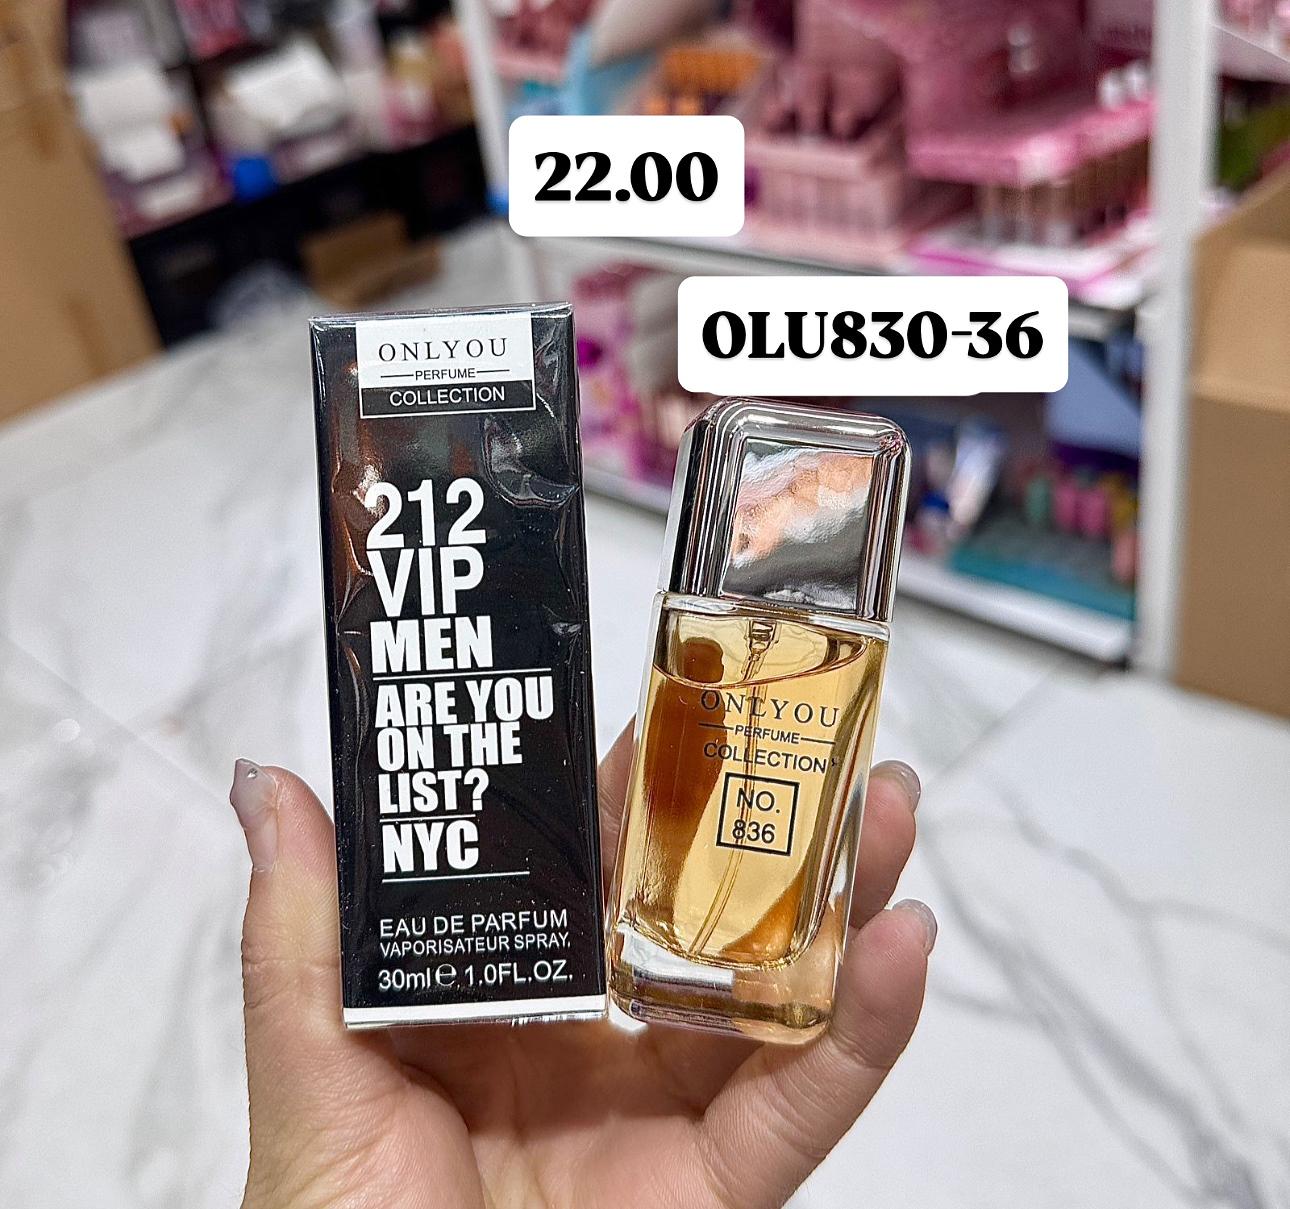 22.00
OLU830-36
ONLYOU
PERFUME
COLLECTION
212
VIP
MEN
ARE YOU
ON THE
LIST?
NYC
EAU DE PARFUM
VAPORISATEUR SPRAY.
30ml ℮ 1.0FL.OZ.
ONLYOU
PERFUME
COLLECTION
NO.
836